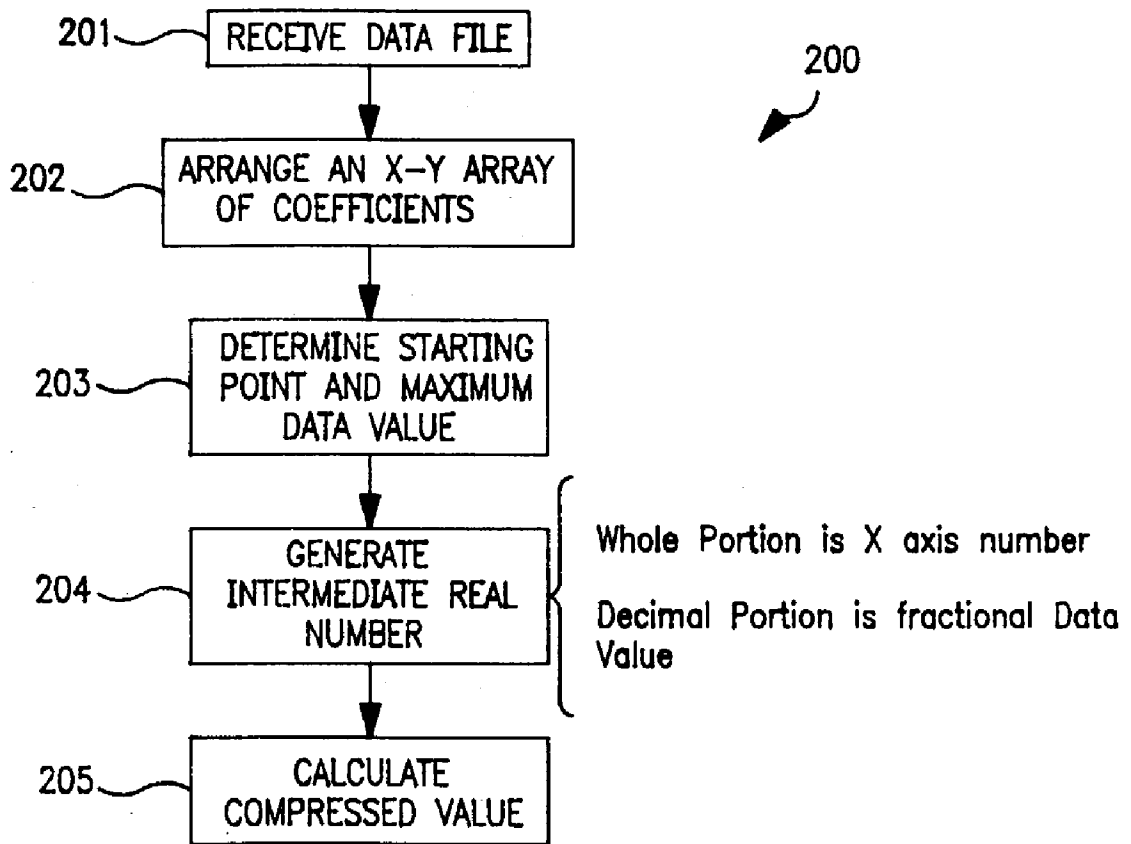 201
RECEIVE DATA FILE
200
202
ARRANGE AN X-Y ARRAY
OF COEFFICIENTS
203
DETERMINE STARTING
POINT AND MAXIMUM
DATA VALUE
204
GENERATE
INTERMEDIATE REAL
NUMBER
Whole Portion is X axis number
Decimal Portion is fractional Data
Value
205
CALCULATE
COMPRESSED VALUE